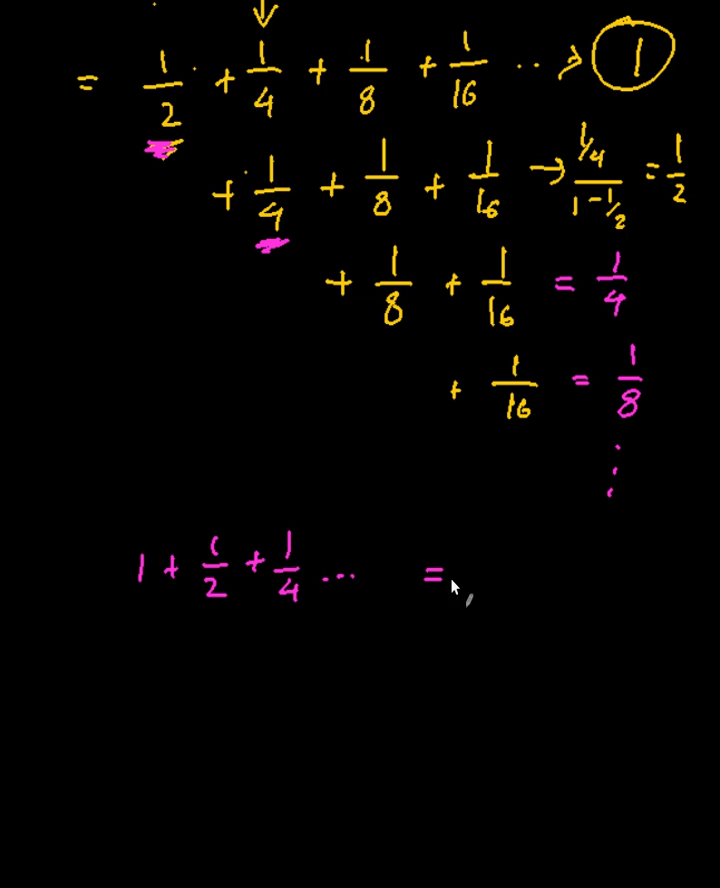 = 1/2 + 1/4 + 1/8 + 1/16 ... → 1
+ 1/4 + 1/8 + 1/16 → (1/4)/(1-1/2) = 1/2
+ 1/8 + 1/16 = 1/4
+ 1/16 = 1/8
⋮
1 + 1/2 + 1/4 ... =